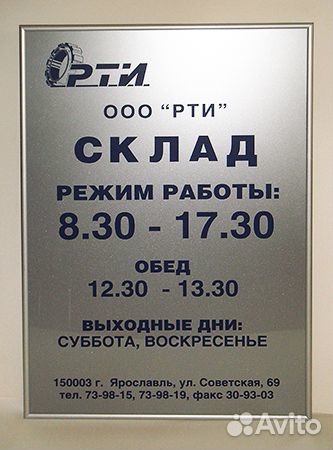 РТИ
ООО "РТИ"
СКЛАД
РЕЖИМ РАБОТЫ:
8.30 - 17.30
ОБЕД
12.30 - 13.30
ВЫХОДНЫЕ ДНИ:
СУББОТА, ВОСКРЕСЕНЬЕ
150003 г. Ярославль, ул. Советская, 69
тел. 73-98-15, 73-98-19, факс 30-93-03
Avito